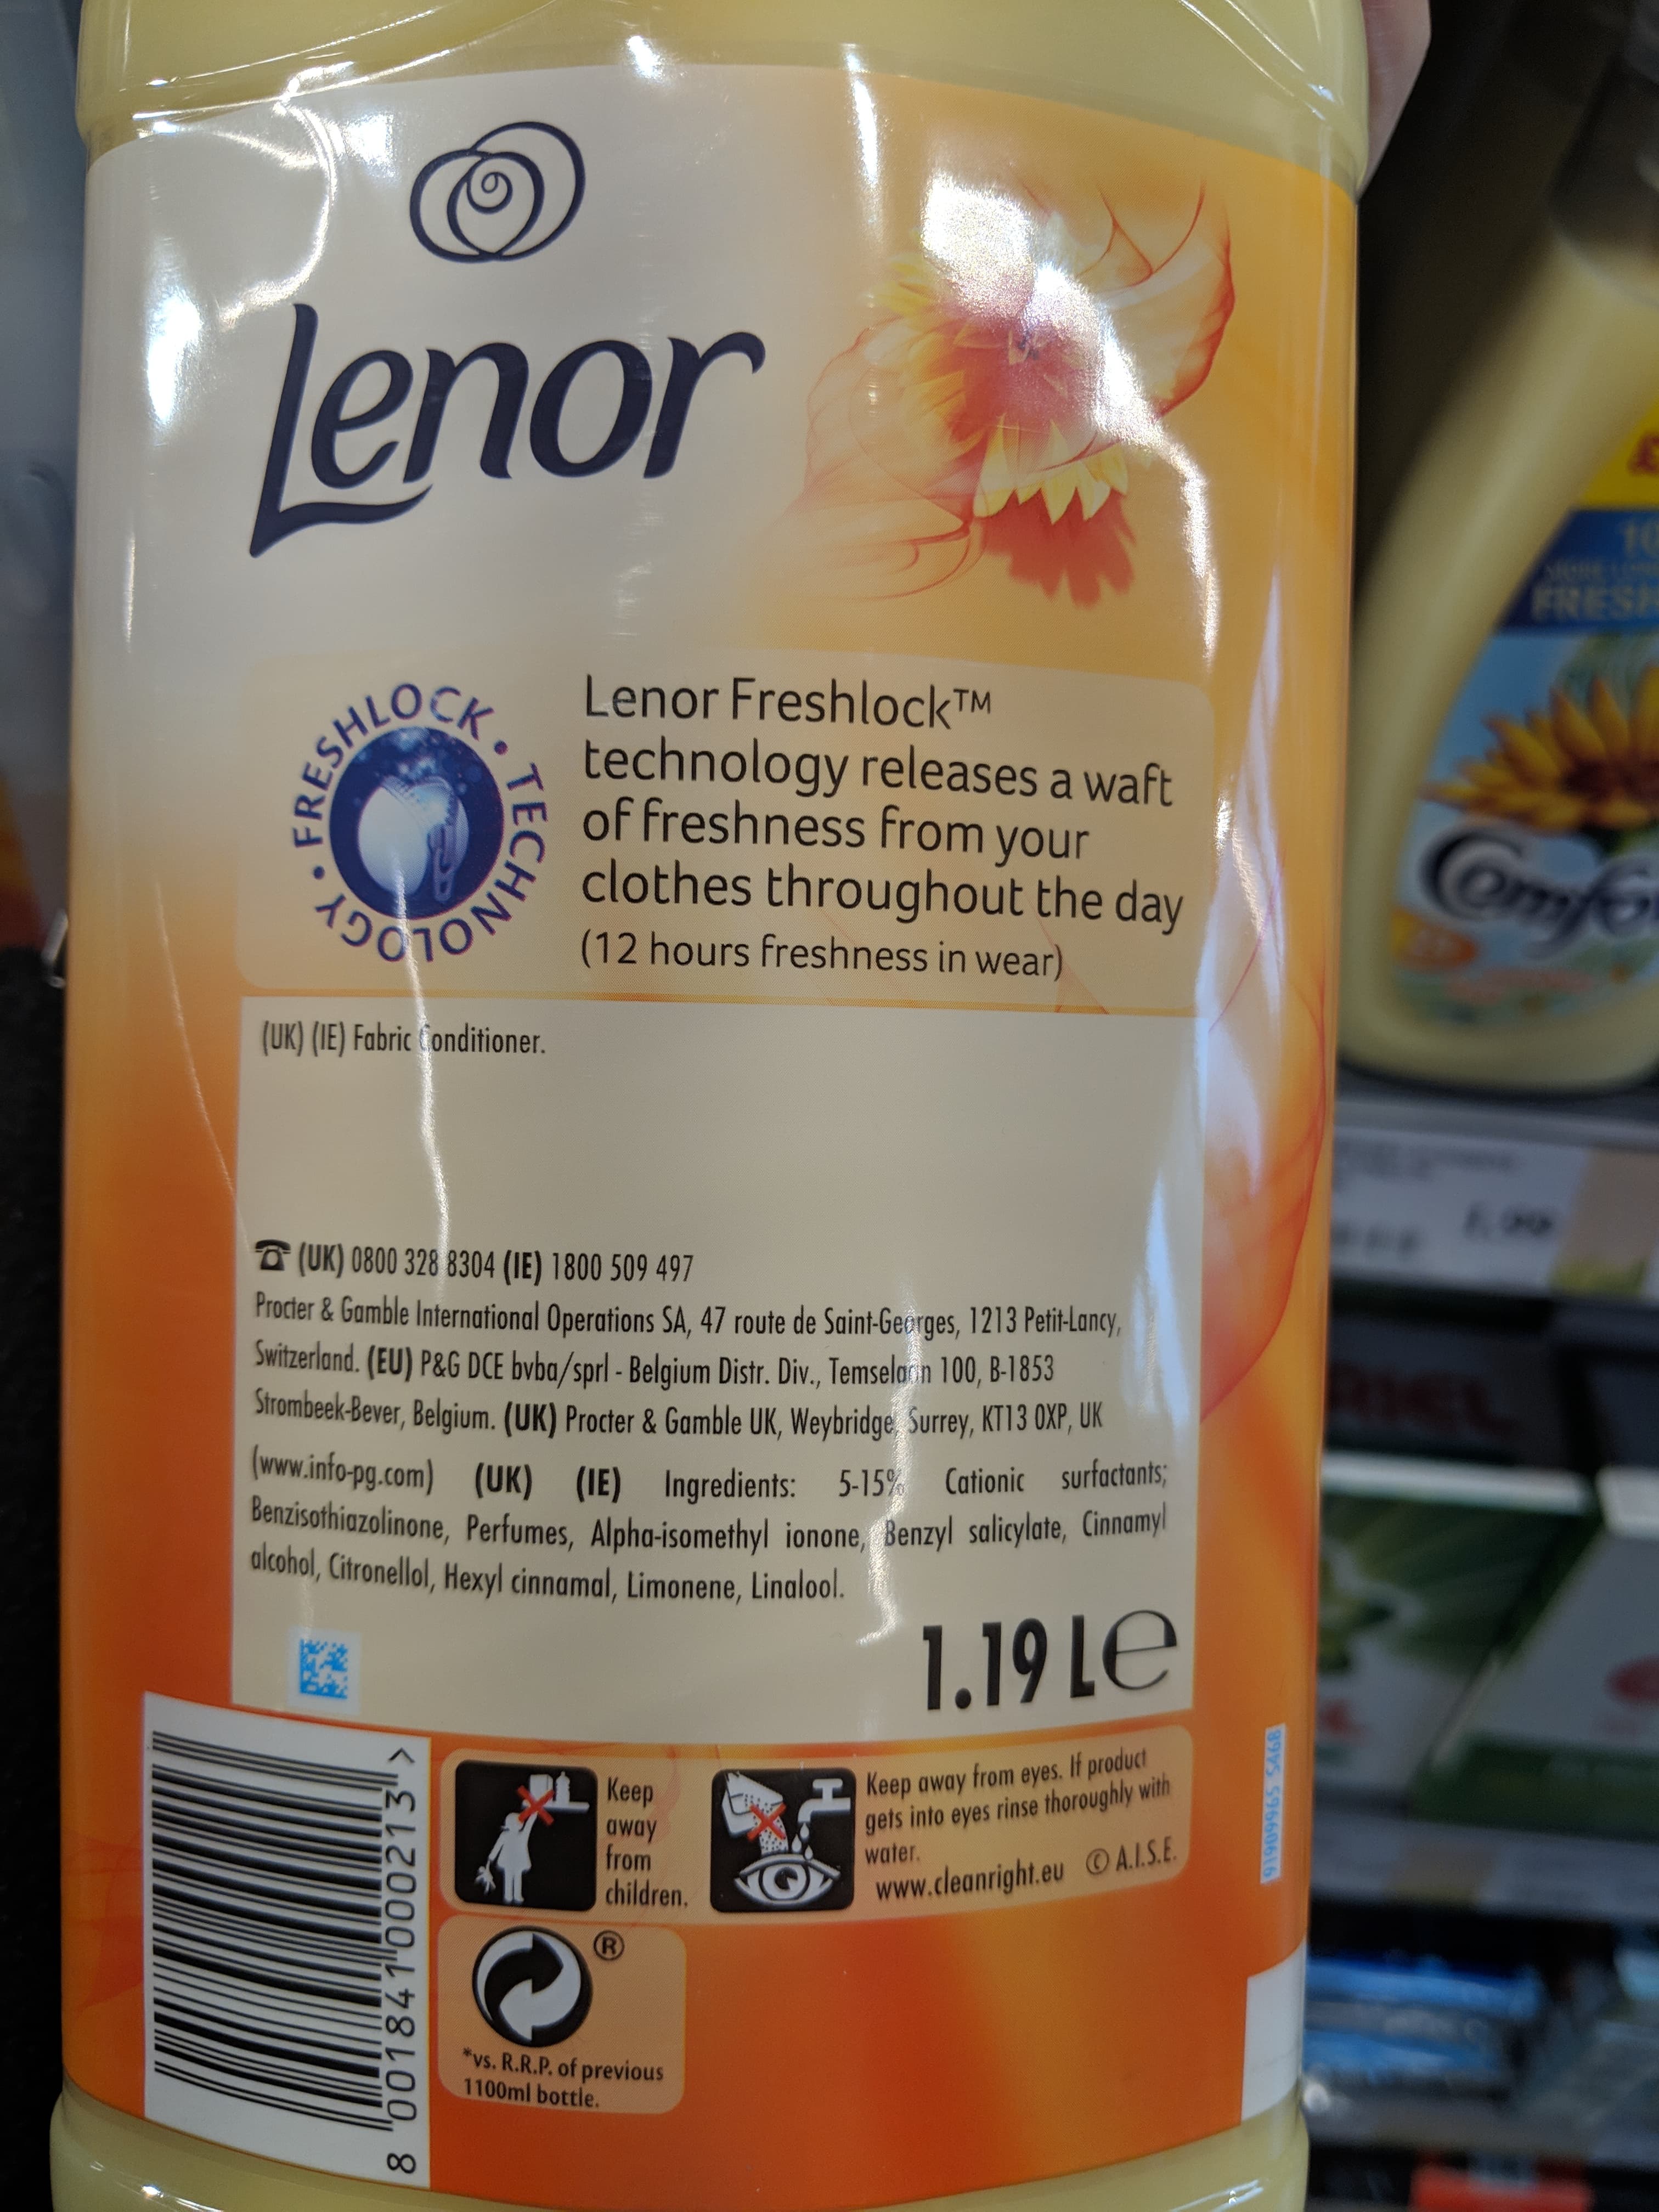 Lenor
FRESHLOCK • TECHNOLOGY •
Lenor Freshlock™
technology releases a waft
of freshness from your
clothes throughout the day
(12 hours freshness in wear)
(UK) (IE) Fabric Conditioner.
☎ (UK) 0800 328 8304 (IE) 1800 509 497
Procter & Gamble International Operations SA, 47 route de Saint-Georges, 1213 Petit-Lancy,
Switzerland. (EU) P&G DCE bvba/sprl - Belgium Distr. Div., Temselaan 100, B-1853
Strombeek-Bever, Belgium. (UK) Procter & Gamble UK, Weybridge, Surrey, KT13 0XP, UK
(www.info-pg.com) (UK) (IE) Ingredients: 5-15% Cationic surfactants;
Benzisothiazolinone, Perfumes, Alpha-isomethyl ionone, Benzyl salicylate, Cinnamyl
alcohol, Citronellol, Hexyl cinnamal, Limonene, Linalool.
1.19 L℮
Keep
away
from
children.
Keep away from eyes. If product
gets into eyes rinse thoroughly with
water.
www.cleanright.eu © A.I.S.E.
®
*vs. R.R.P. of previous
1100ml bottle.
8 001841 000213 >
£
10
FRESH
Comfo
1.99